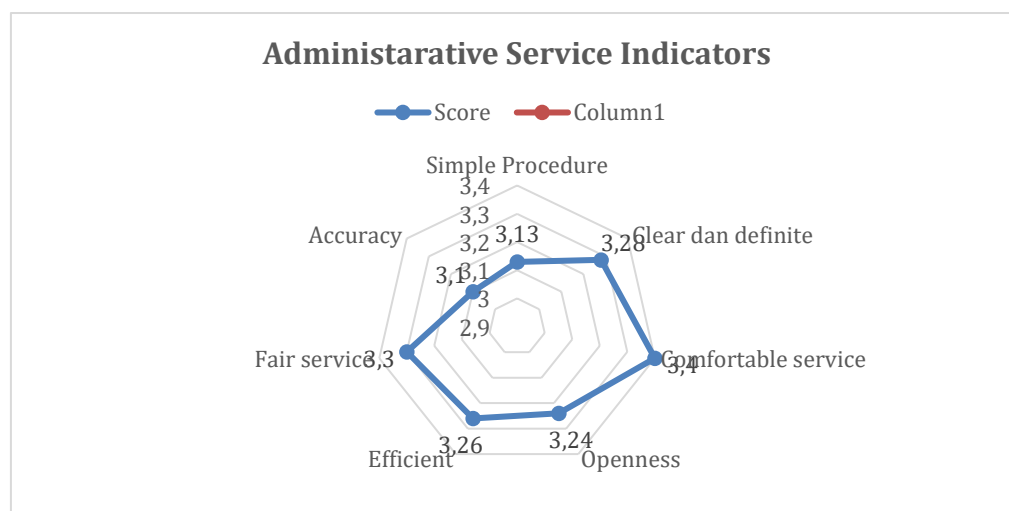 Administarative Service Indicators
Score Column1
Simple Procedure
3,4
3,3
3,2
3,1
3
2,9
3,13
Clear dan definite
3,28
Comfortable service
3,4
Openness
3,24
Efficient
3,26
Fair service
3,3
Accuracy
3,1